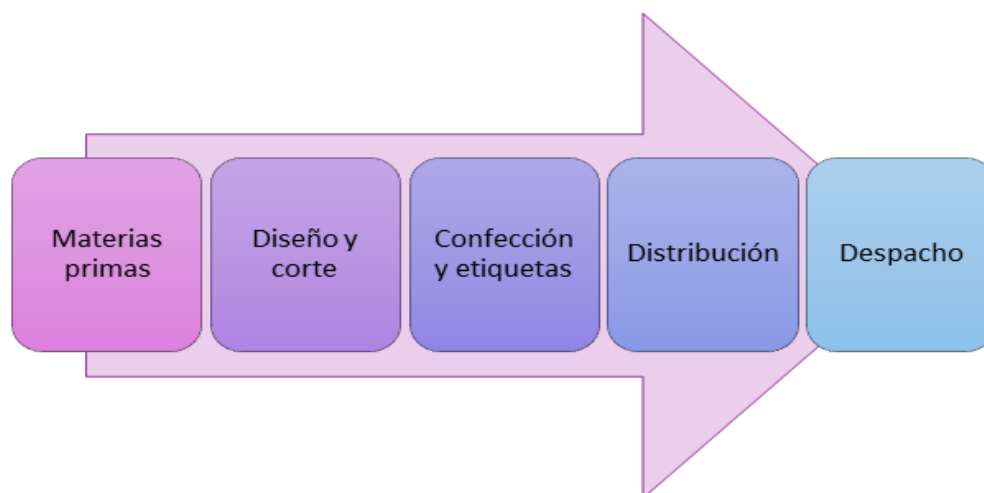 Materias
primas
Diseño y
corte
Confección
y etiquetas
Distribución
Despacho